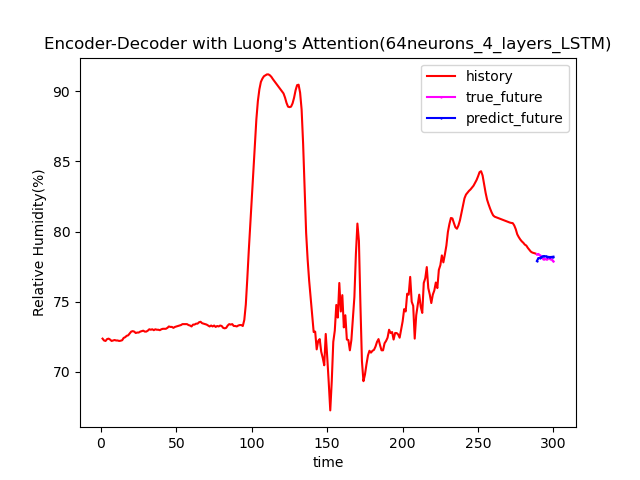 Encoder-Decoder with Luong's Attention(64neurons_4_layers_LSTM)
history
true_future
predict_future
Relative Humidity(%)
90
85
80
75
70
0 50 100 150 200 250 300
time